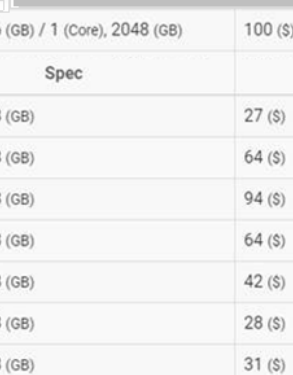 (GB) / 1 (Core), 2048 (GB) 100 ($)
Spec
(GB) 27 ($)
(GB) 64 ($)
(GB) 94 ($)
(GB) 64 ($)
(GB) 42 ($)
(GB) 28 ($)
(GB) 31 ($)